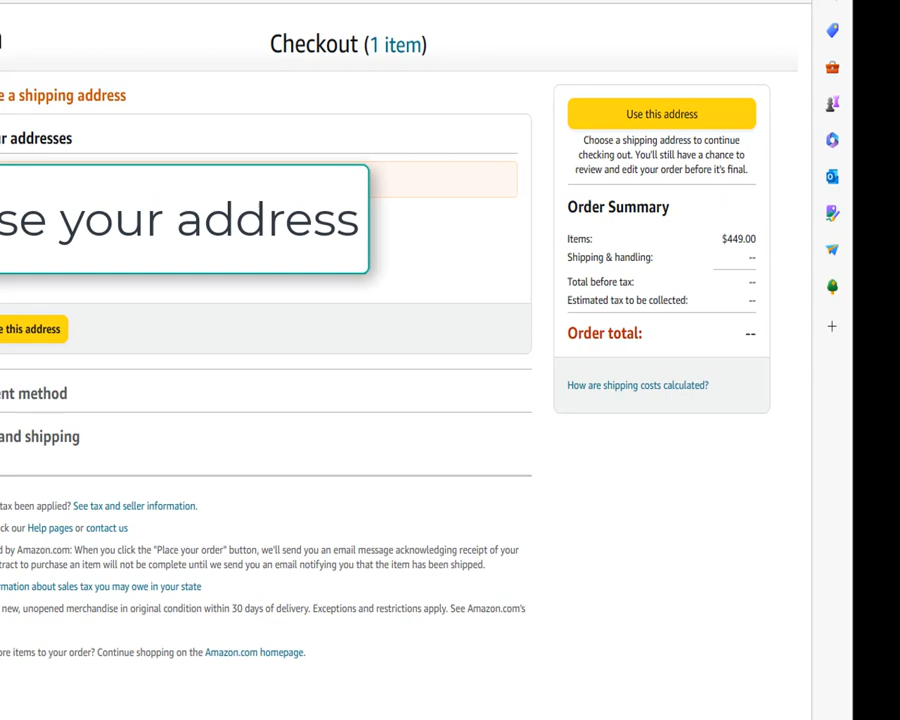 Checkout (1 item)
e a shipping address
r addresses
se your address
e this address
ent method
and shipping
tax been applied? See tax and seller information.
ck our Help pages or contact us
d by Amazon.com: When you click the "Place your order" button, we'll send you an email message acknowledging receipt of your
tract to purchase an item will not be complete until we send you an email notifying you that the item has been shipped.
rmation about sales tax you may owe in your state
new, unopened merchandise in original condition within 30 days of delivery. Exceptions and restrictions apply. See Amazon.com's
ore items to your order? Continue shopping on the Amazon.com homepage.
Use this address
Choose a shipping address to continue
checking out. You'll still have a chance to
review and edit your order before it's final.
Order Summary
Items: $449.00
Shipping & handling: --
Total before tax: --
Estimated tax to be collected: --
Order total: --
How are shipping costs calculated?